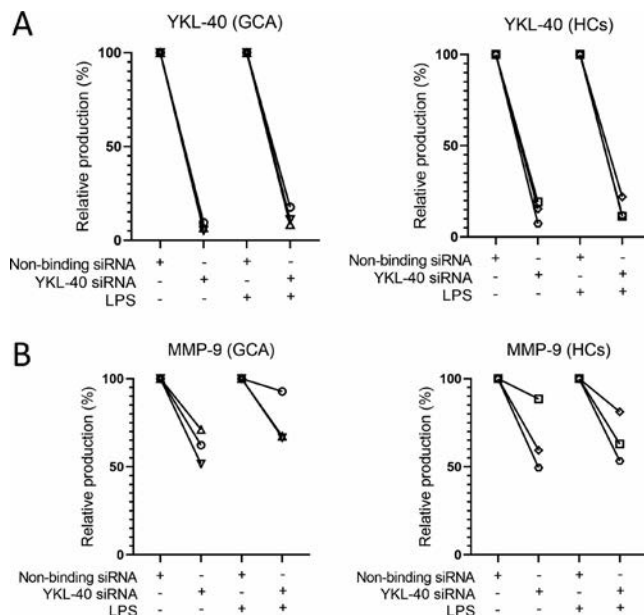 A
YKL-40 (GCA)
Relative production (%)
100
50
0
Non-binding siRNA + - + -
YKL-40 siRNA - + - +
LPS - - + +
YKL-40 (HCs)
Relative production (%)
100
50
0
Non-binding siRNA + - + -
YKL-40 siRNA - + - +
LPS - - + +
B
MMP-9 (GCA)
Relative production (%)
100
50
0
Non-binding siRNA + - + -
YKL-40 siRNA - + - +
LPS - - + +
MMP-9 (HCs)
Relative production (%)
100
50
0
Non-binding siRNA + - + -
YKL-40 siRNA - + - +
LPS - - + +